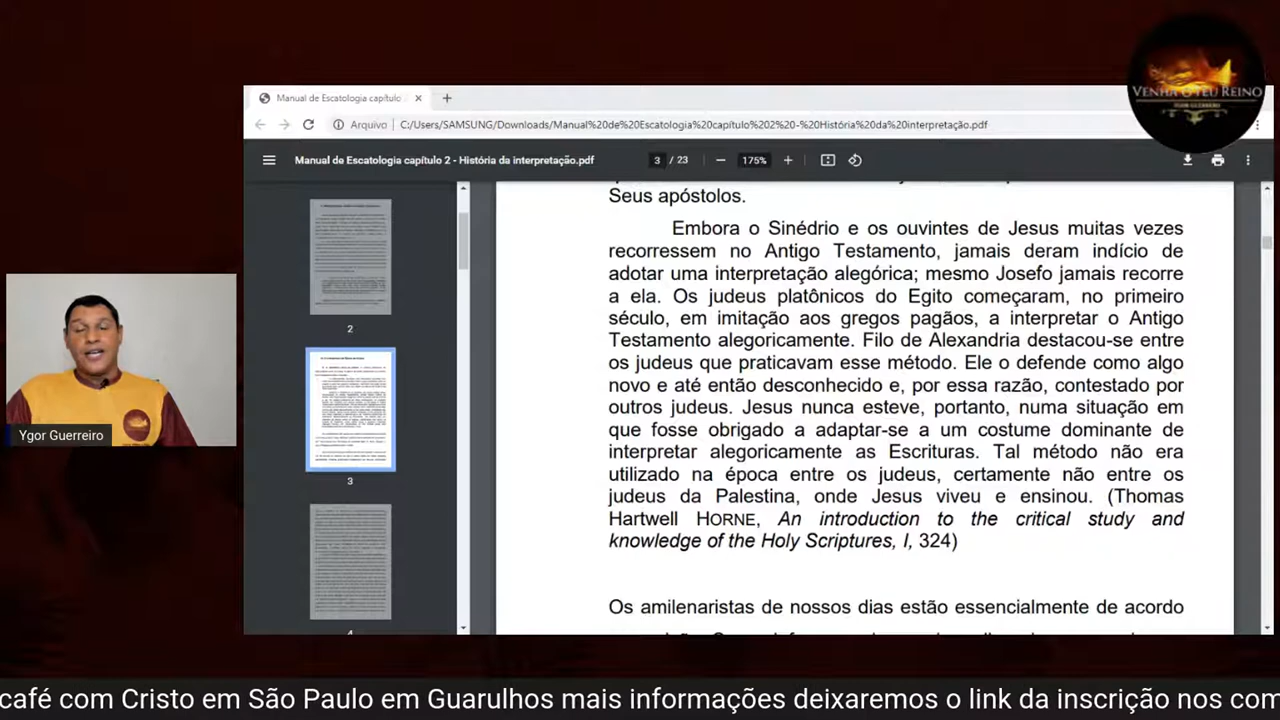 VENHA O TEU REINO
YGOR GUERREIRO
Manual de Escatologia capítulo
Arquivo C:/Users/SAMSUNG/Downloads/Manual%20de%20Escatologia%20capítulo%202%20-%20História%20da%20interpretação.pdf
Manual de Escatologia capítulo 2 - História da interpretação.pdf
3 / 23
175%
Seus apóstolos.
Embora o Sinédrio e os ouvintes de Jesus muitas vezes
recorressem no Antigo Testamento, jamais deram indício de
adotar uma interpretação alegórica; mesmo Josefo jamais recorre
a ela. Os judeus platônicos do Egito começaram, no primeiro
século, em imitação aos gregos pagãos, a interpretar o Antigo
Testamento alegoricamente. Filo de Alexandria destacou-se entre
judeus que praticavam esse método. Ele o defende como algo
novo e até então desconhecido e, por essa razão, contestado por
outros judeus. Jesus nunca esteve, portanto, na situação em
fosse obrigado a adaptar-se a um costume dominante de
interpretar alegoricamente as Escrituras. Tal método não era
utilizado na época entre os judeus, certamente não entre os
judeus da Palestina, onde Jesus viveu e ensinou. (Thomas
Hartwell HORNE, An introduction to the critical study and
knowledge of the Holy Scriptures, I, 324)
Os amilenaristas de nossos dias estão essencialmente de acordo
2
3
Ygor Guerreiro
café com Cristo em São Paulo em Guarulhos mais informações deixaremos o link da inscrição nos com